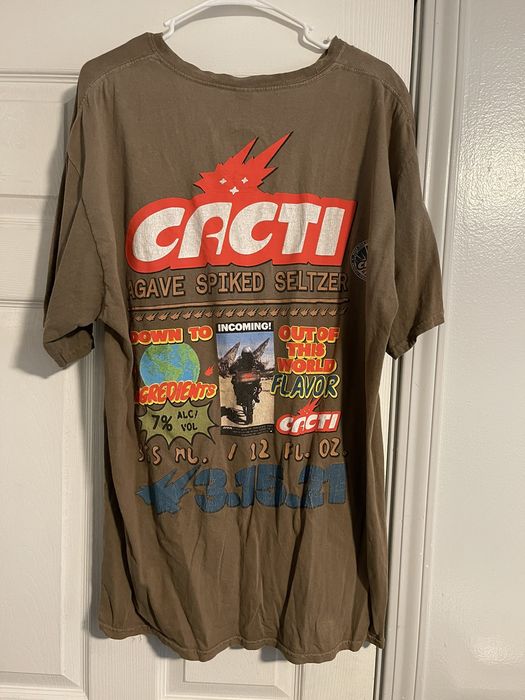 CACTI
AGAVE SPIKED SELTZER
DOWN TO
INCOMING!
OUT OF
THIS
WORLD
FLAVOR
7% ALC/
VOL
CACTI
12 FL. OZ.
3.15.21